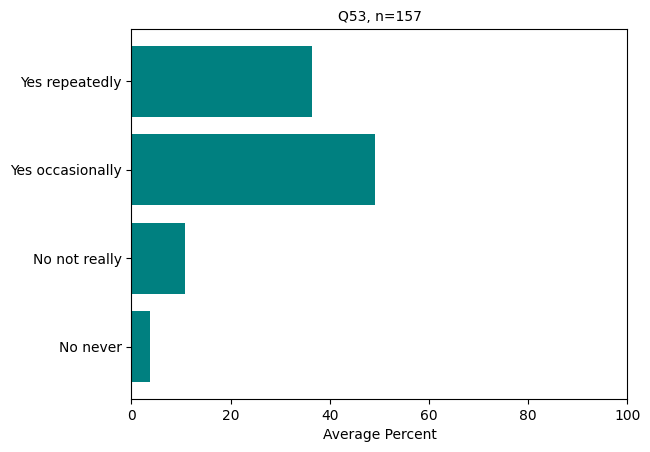 Q53, n=157
Yes repeatedly
Yes occasionally
No not really
No never
0 20 40 60 80 100
Average Percent